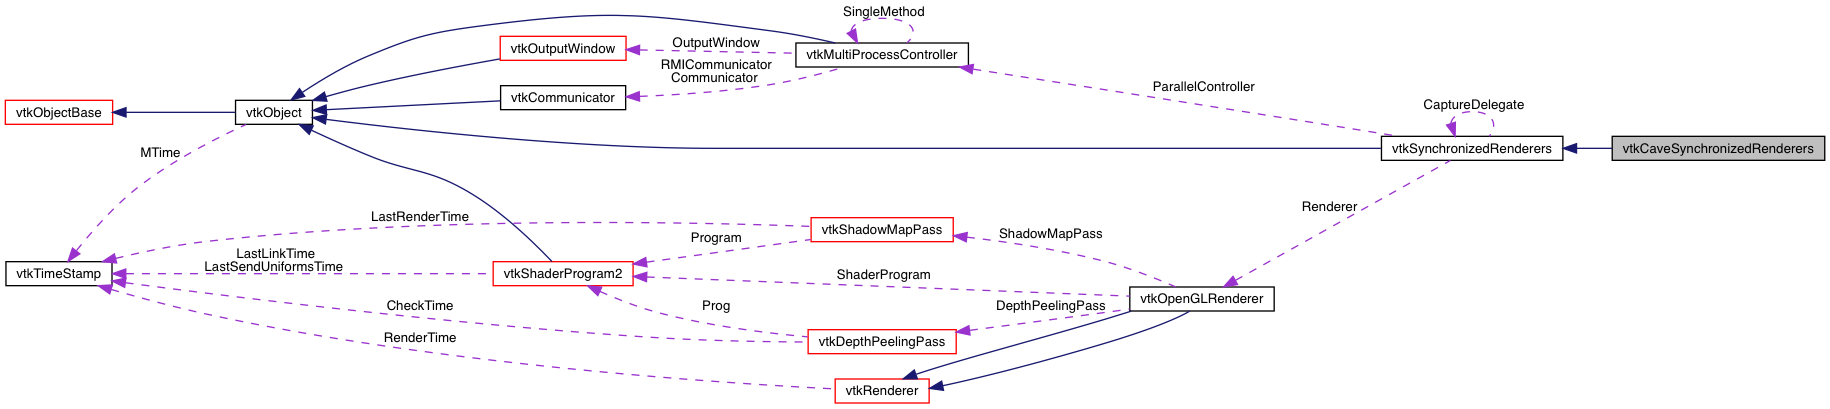 SingleMethod
OutputWindow
vtkOutputWindow
vtkMultiProcessController
RMICommunicator
Communicator
ParallelController
vtkCommunicator
CaptureDelegate
vtkObjectBase
vtkObject
vtkSynchronizedRenderers
vtkCaveSynchronizedRenderers
MTime
LastRenderTime
Renderer
vtkShadowMapPass
ShadowMapPass
Program
LastLinkTime
LastSendUniformsTime
vtkTimeStamp
vtkShaderProgram2
ShaderProgram
vtkOpenGLRenderer
CheckTime
Prog
DepthPeelingPass
RenderTime
vtkDepthPeelingPass
vtkRenderer